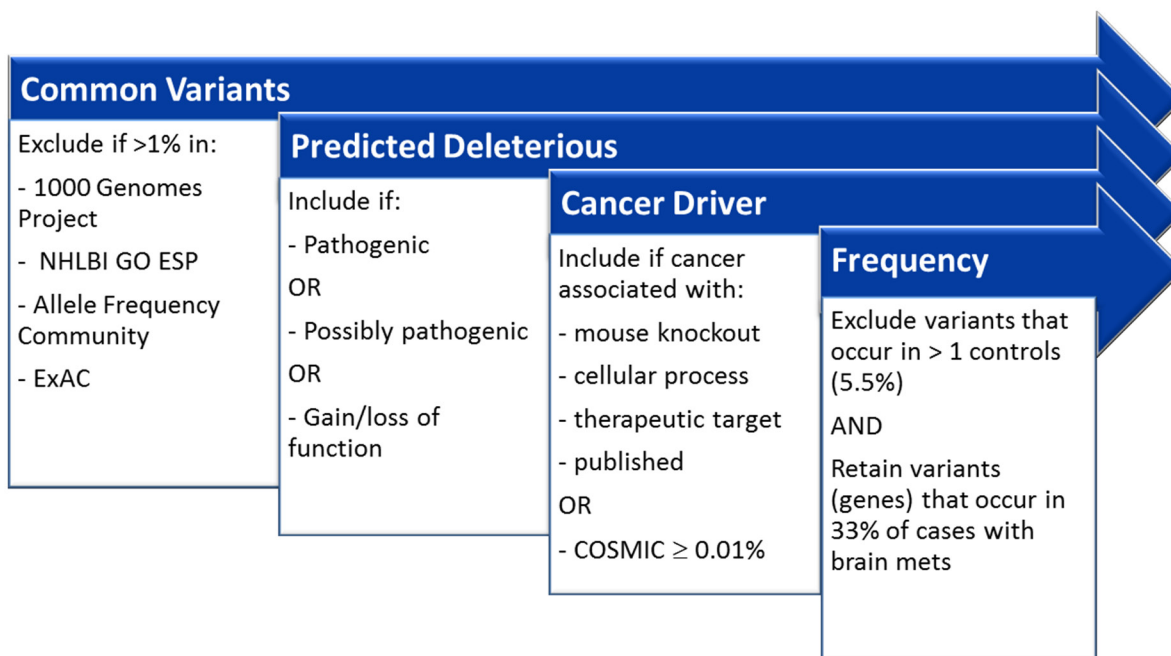 Common Variants
Exclude if >1% in:
- 1000 Genomes
Project
- NHLBI GO ESP
- Allele Frequency
Community
- ExAC
Predicted Deleterious
Include if:
- Pathogenic
OR
- Possibly pathogenic
OR
- Gain/loss of
function
Cancer Driver
Include if cancer
associated with:
- mouse knockout
- cellular process
- therapeutic target
- published
OR
- COSMIC ≥ 0.01%
Frequency
Exclude variants that
occur in > 1 controls
(5.5%)
AND
Retain variants
(genes) that occur in
33% of cases with
brain mets